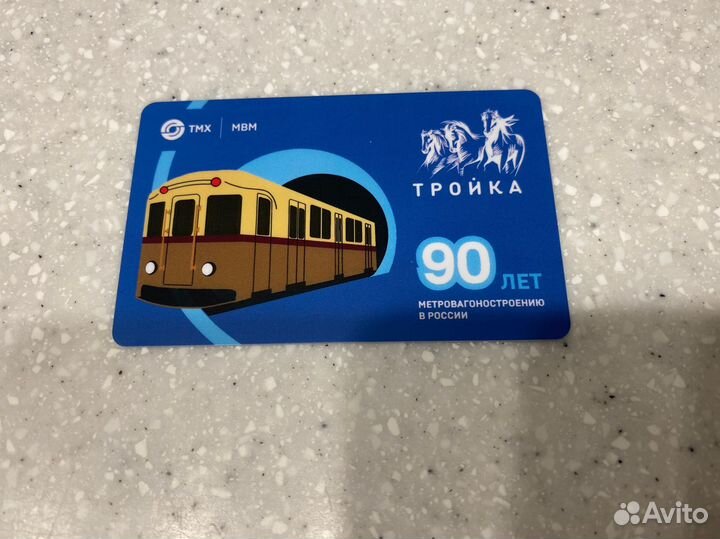 ТМХ | МВМ
ТРОЙКА
90 ЛЕТ
МЕТРОВАГОНОСТРОЕНИЮ
В РОССИИ
Avito